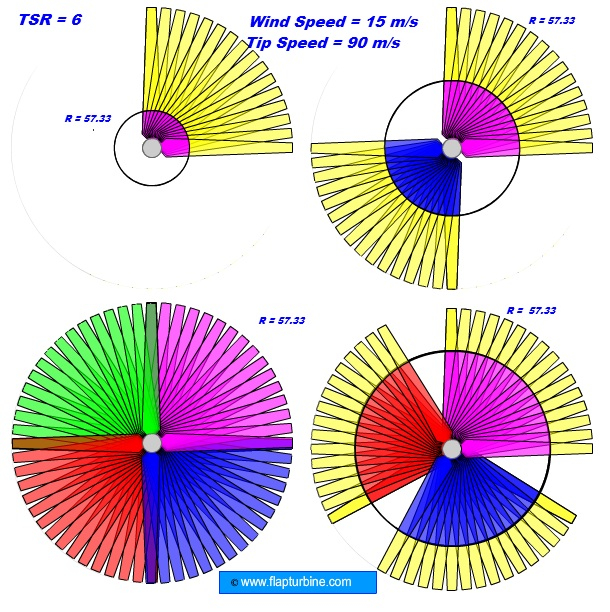 TSR = 6
Wind Speed = 15 m/s
Tip Speed = 90 m/s
R = 57.33
R = 57.33
R = 57.33
R = 57.33
© www.flapturbine.com